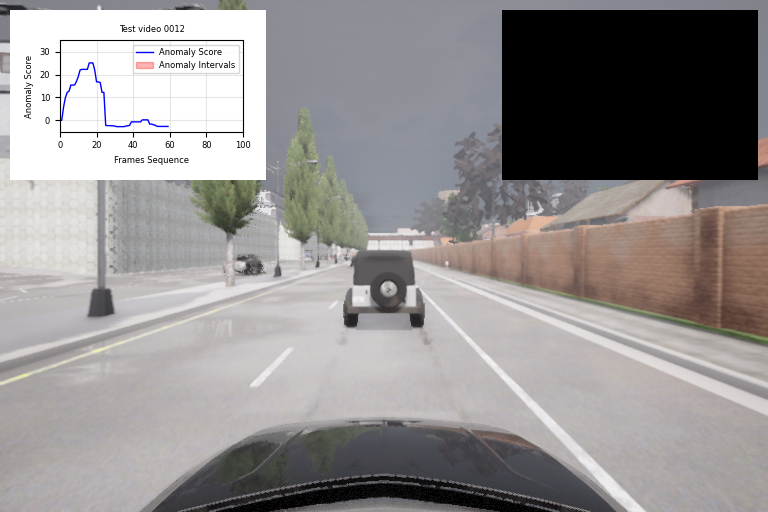 Test video 0012
Anomaly Score
30
20
10
0
Anomaly Score
Anomaly Intervals
0 20 40 60 80 100
Frames Sequence